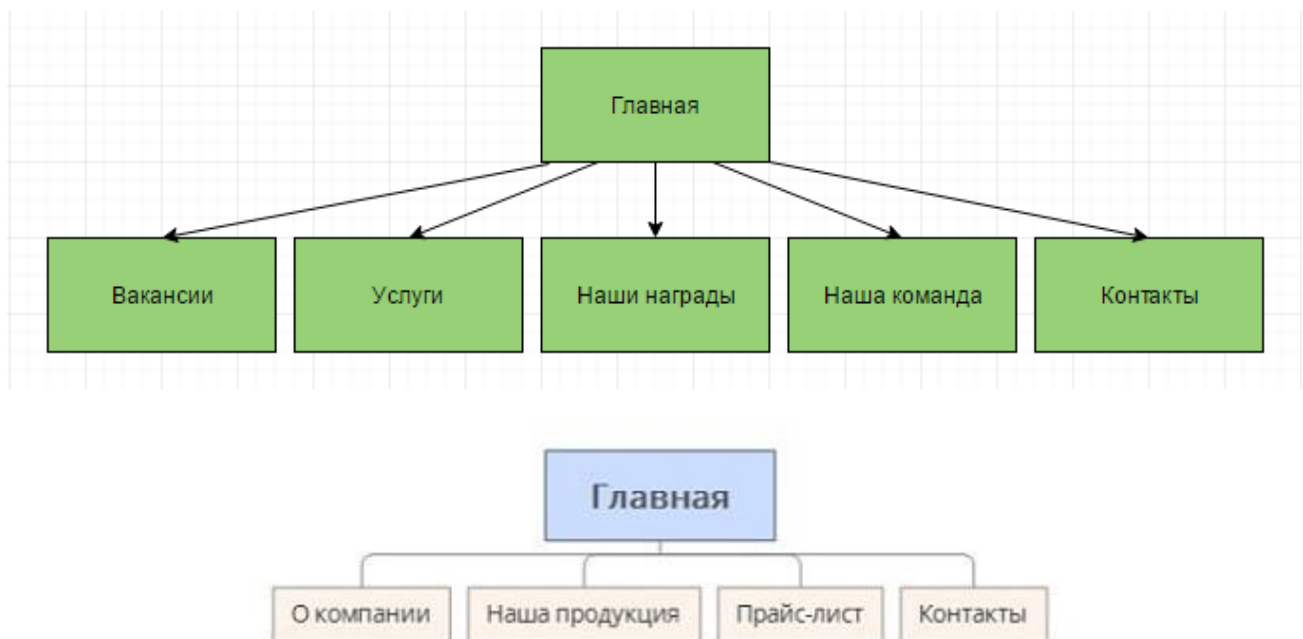 Главная
Вакансии
Услуги
Наши награды
Наша команда
Контакты
Главная
О компании
Наша продукция
Прайс-лист
Контакты